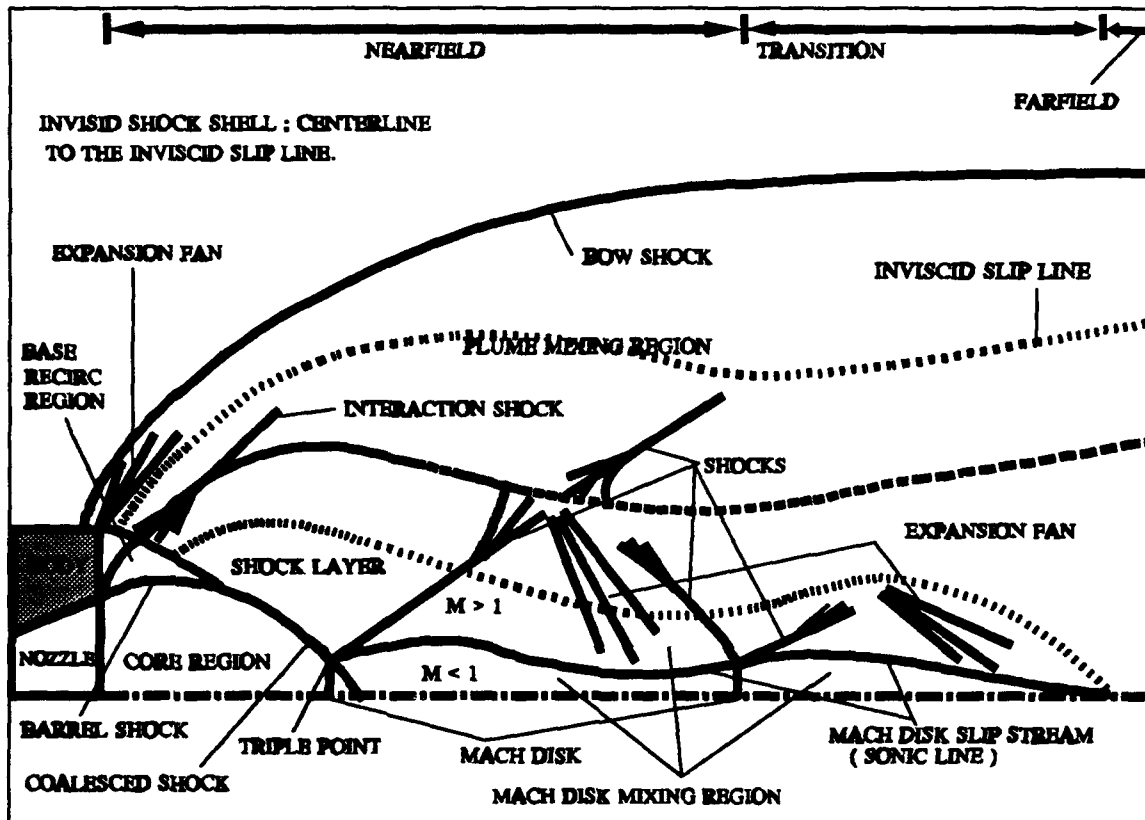 NEARFIELD
TRANSITION
FARFIELD
INVISID SHOCK SHELL ; CENTERLINE
TO THE INVISCID SLIP LINE.
EXPANSION FAN
BOW SHOCK
INVISCID SLIP LINE
BASE
RECIRC
REGION
PLUME MIXING REGION
INTERACTION SHOCK
SHOCKS
EXPANSION FAN
BODY
SHOCK LAYER
M > 1
NOZZLE
CORE REGION
M < 1
BARREL SHOCK
TRIPLE POINT
MACH DISK
MACH DISK SLIP STREAM
( SONIC LINE )
COALESCED SHOCK
MACH DISK MIXING REGION